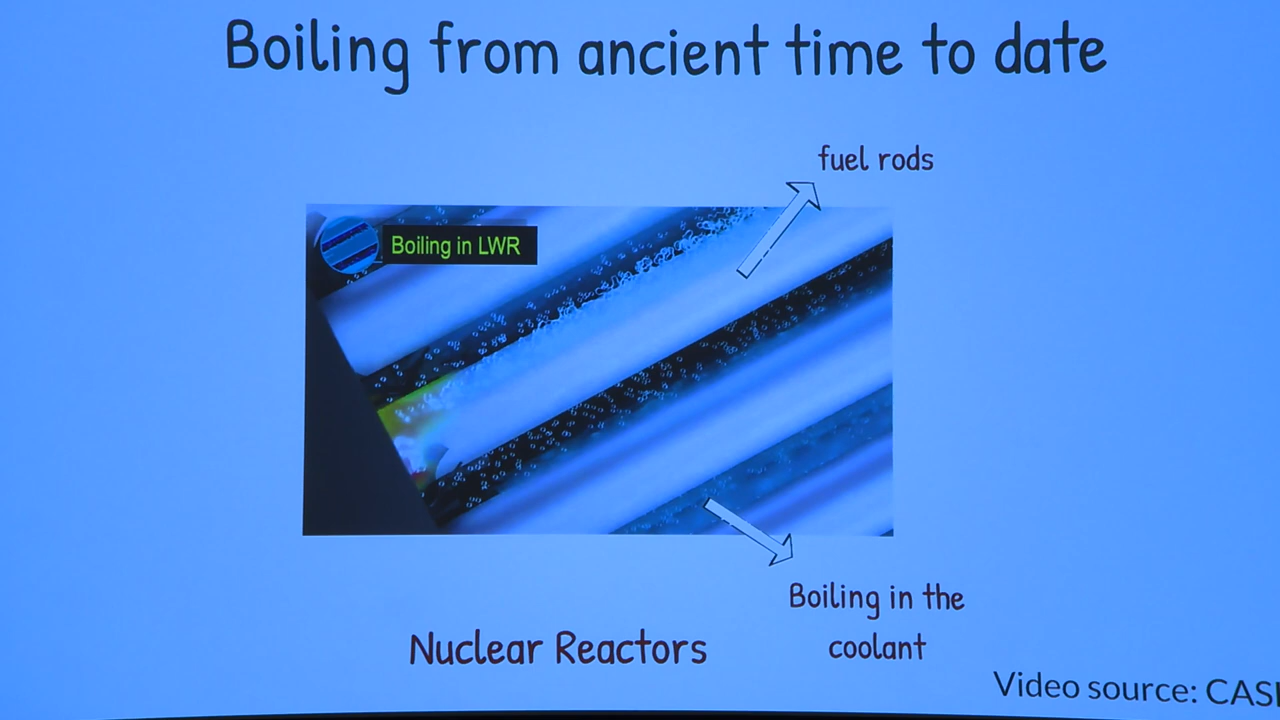 Boiling from ancient time to date
fuel rods
Boiling in LWR
Boiling in the
coolant
Nuclear Reactors
Video source: